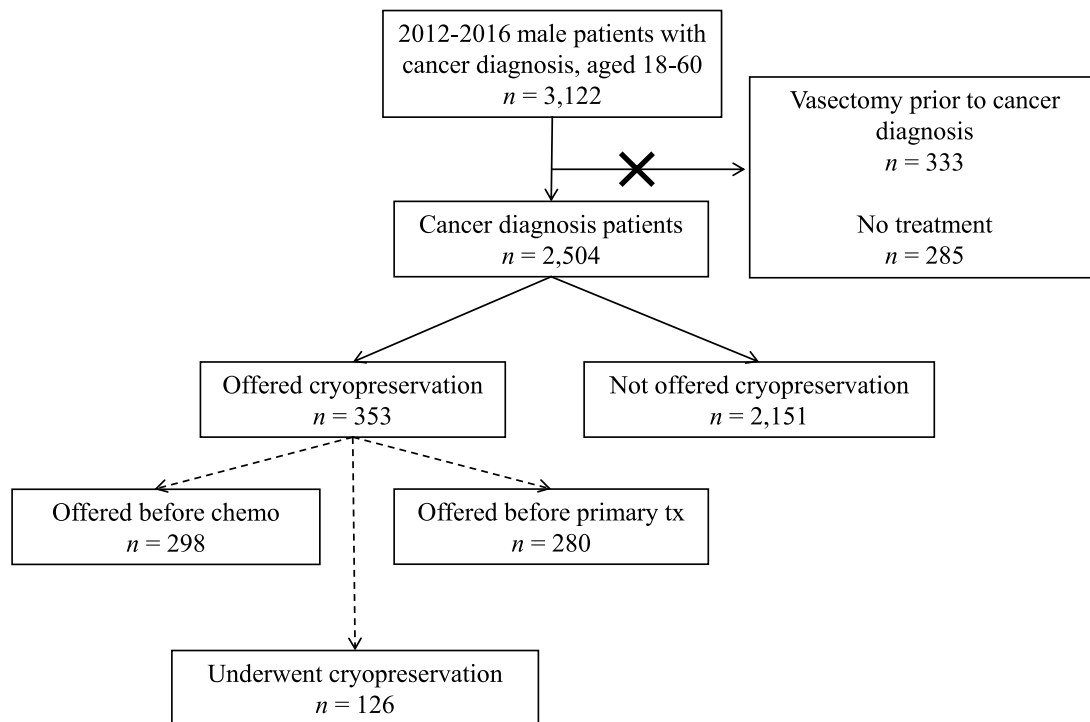 2012-2016 male patients with
cancer diagnosis, aged 18-60
n = 3,122
Vasectomy prior to cancer
diagnosis
n = 333
No treatment
n = 285
Cancer diagnosis patients
n = 2,504
Offered cryopreservation
n = 353
Not offered cryopreservation
n = 2,151
Offered before chemo
n = 298
Offered before primary tx
n = 280
Underwent cryopreservation
n = 126